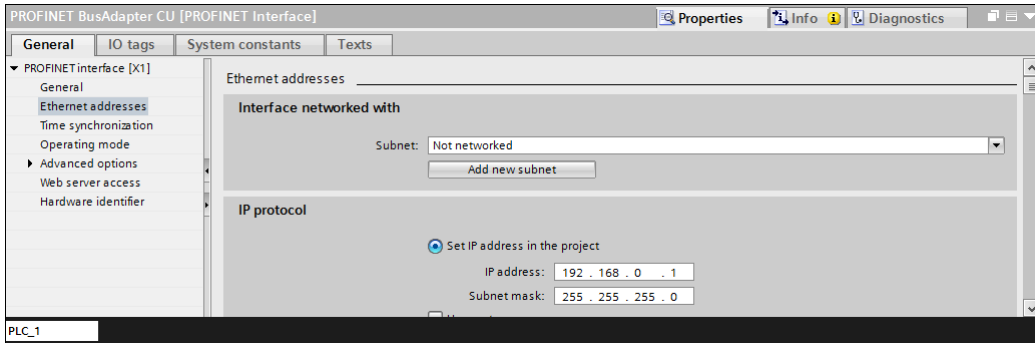 PROFINET BusAdapter CU [PROFINET Interface]
Properties
Info
Diagnostics
General
IO tags
System constants
Texts
PROFINET interface [X1]
General
Ethernet addresses
Time synchronization
Operating mode
Advanced options
Web server access
Hardware identifier
Ethernet addresses
Interface networked with
Subnet: Not networked
Add new subnet
IP protocol
Set IP address in the project
IP address: 192 . 168 . 0 . 1
Subnet mask: 255 . 255 . 255 . 0
PLC_1